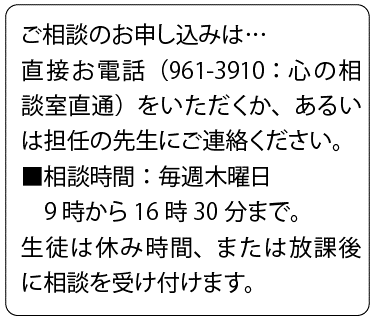 ご相談のお申し込みは…
直接お電話（961-3910：心の相
談室直通）をいただくか、あるい
は担任の先生にご連絡ください。
■相談時間：毎週木曜日
　9時から16時30分まで。
生徒は休み時間、または放課後
に相談を受け付けます。